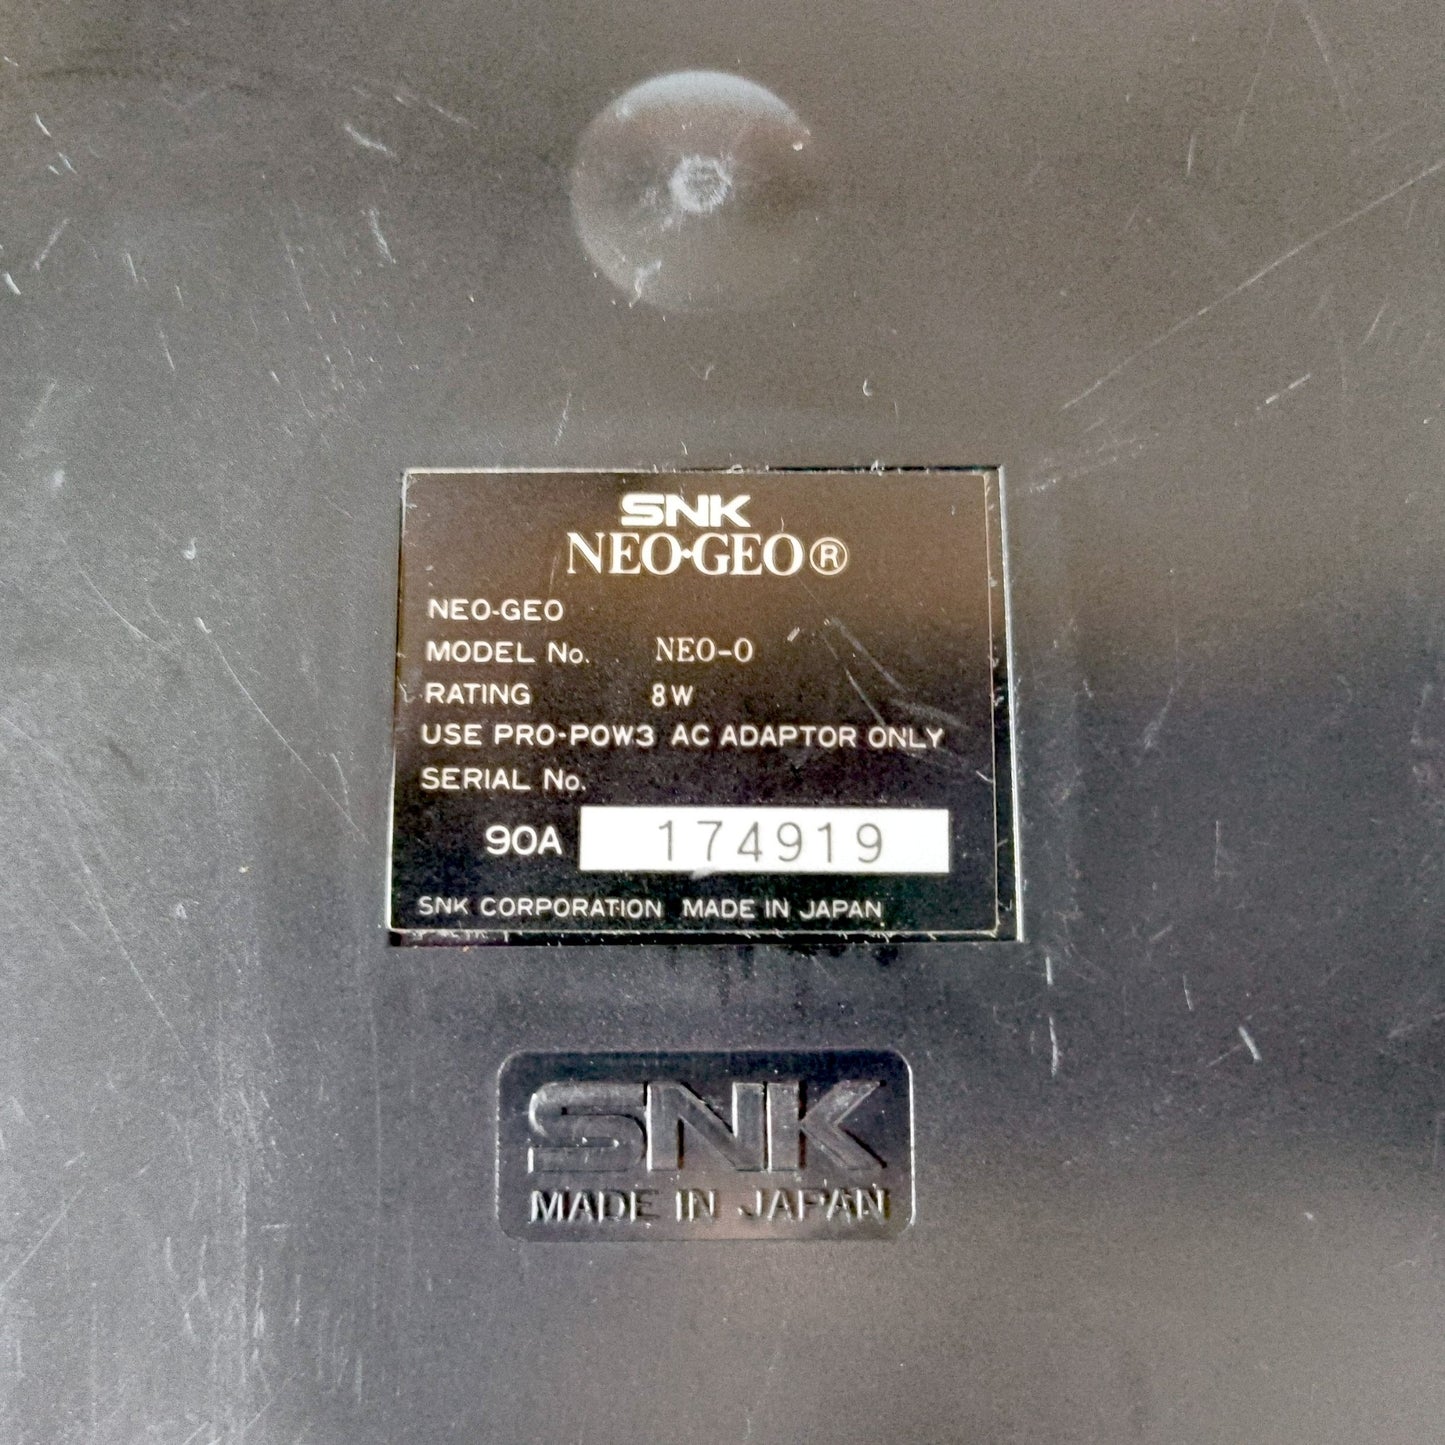 SNK
NEO·GEO®
NEO-GEO
MODEL No. NEO-0
RATING 8W
USE PRO-POW3 AC ADAPTOR ONLY
SERIAL No.
90A 174919
SNK CORPORATION MADE IN JAPAN
SNK
MADE IN JAPAN